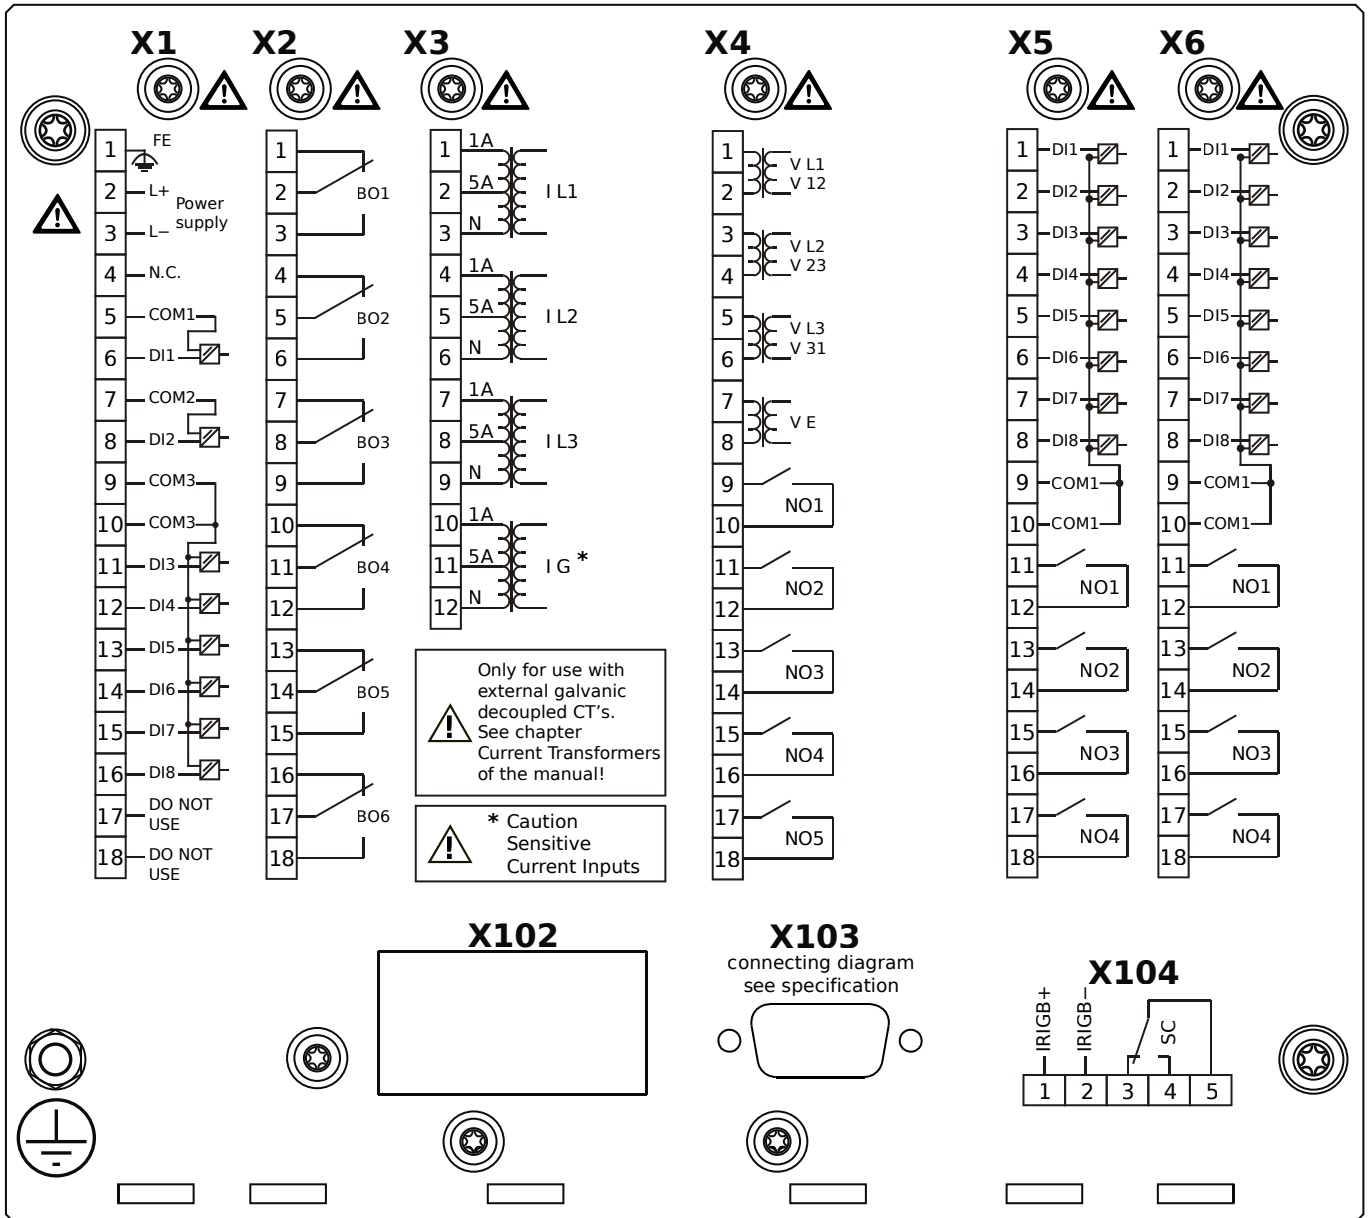 X1
X2
X3
X4
X5
X6
1
FE
2
L+
Power
supply
3
L−
4
N.C.
5
COM1
6
DI1
7
COM2
8
DI2
9
COM3
10
COM3
11
DI3
12
DI4
13
DI5
14
DI6
15
DI7
16
DI8
17
DO NOT
USE
18
DO NOT
USE
1
2
BO1
3
4
5
BO2
6
7
8
BO3
9
10
11
BO4
12
13
14
BO5
15
16
17
BO6
18
1
1A
2
5A
I L1
3
N
4
1A
5
5A
I L2
6
N
7
1A
8
5A
I L3
9
N
10
1A
11
5A
I G *
12
N
Only for use with
external galvanic
decoupled CT's.
See chapter
Current Transformers
of the manual!
* Caution
Sensitive
Current Inputs
1
V L1
V 12
2
3
V L2
V 23
4
5
V L3
V 31
6
7
V E
8
9
NO1
10
11
NO2
12
13
NO3
14
15
NO4
16
17
NO5
18
1
DI1
2
DI2
3
DI3
4
DI4
5
DI5
6
DI6
7
DI7
8
DI8
9
COM1
10
COM1
11
NO1
12
13
NO2
14
15
NO3
16
17
NO4
18
1
DI1
2
DI2
3
DI3
4
DI4
5
DI5
6
DI6
7
DI7
8
DI8
9
COM1
10
COM1
11
NO1
12
13
NO2
14
15
NO3
16
17
NO4
18
X102
X103
connecting diagram
see specification
X104
IRIGB+
IRIGB−
SC
1 2 3 4 5